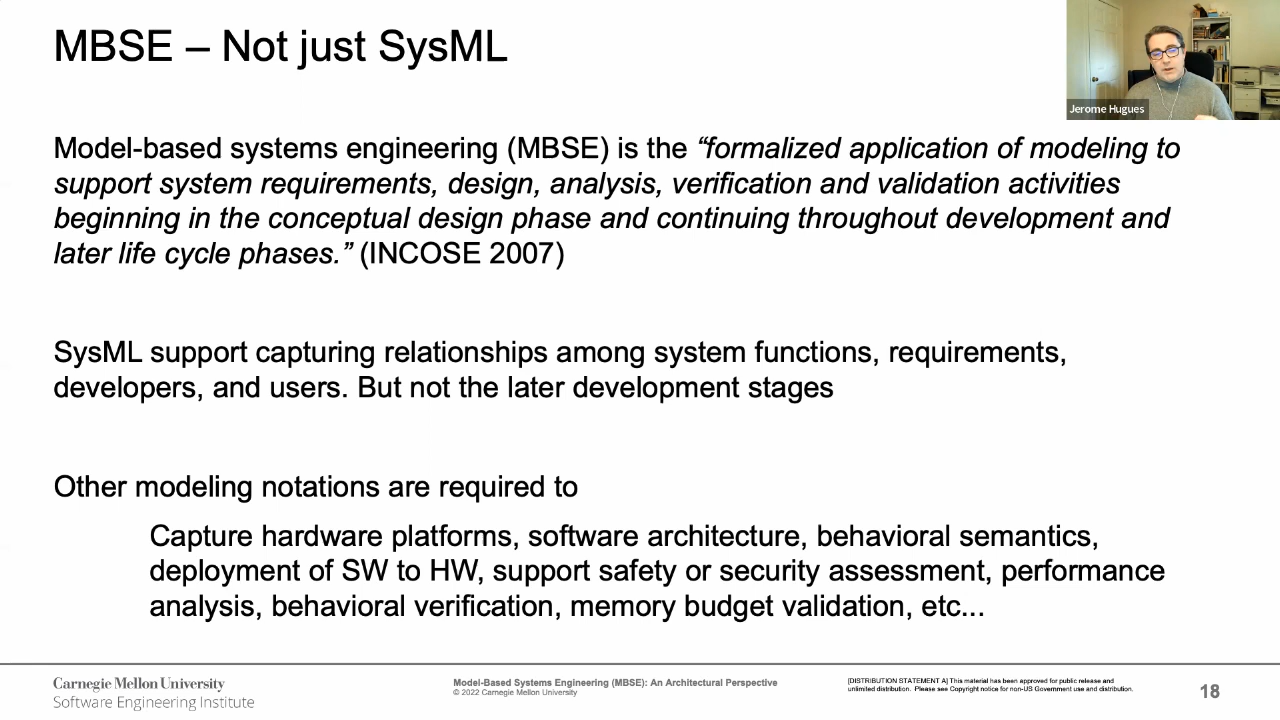 MBSE – Not just SysML
Jerome Hugues
Model-based systems engineering (MBSE) is the “formalized application of modeling to
support system requirements, design, analysis, verification and validation activities
beginning in the conceptual design phase and continuing throughout development and
later life cycle phases.” (INCOSE 2007)
SysML support capturing relationships among system functions, requirements,
developers, and users. But not the later development stages
Other modeling notations are required to
Capture hardware platforms, software architecture, behavioral semantics,
deployment of SW to HW, support safety or security assessment, performance
analysis, behavioral verification, memory budget validation, etc...
Carnegie Mellon University
Software Engineering Institute
Model-Based Systems Engineering (MBSE): An Architectural Perspective
© 2022 Carnegie Mellon University
[DISTRIBUTION STATEMENT A] This material has been approved for public release and
unlimited distribution. Please see Copyright notice for non-US Government use and distribution.
18